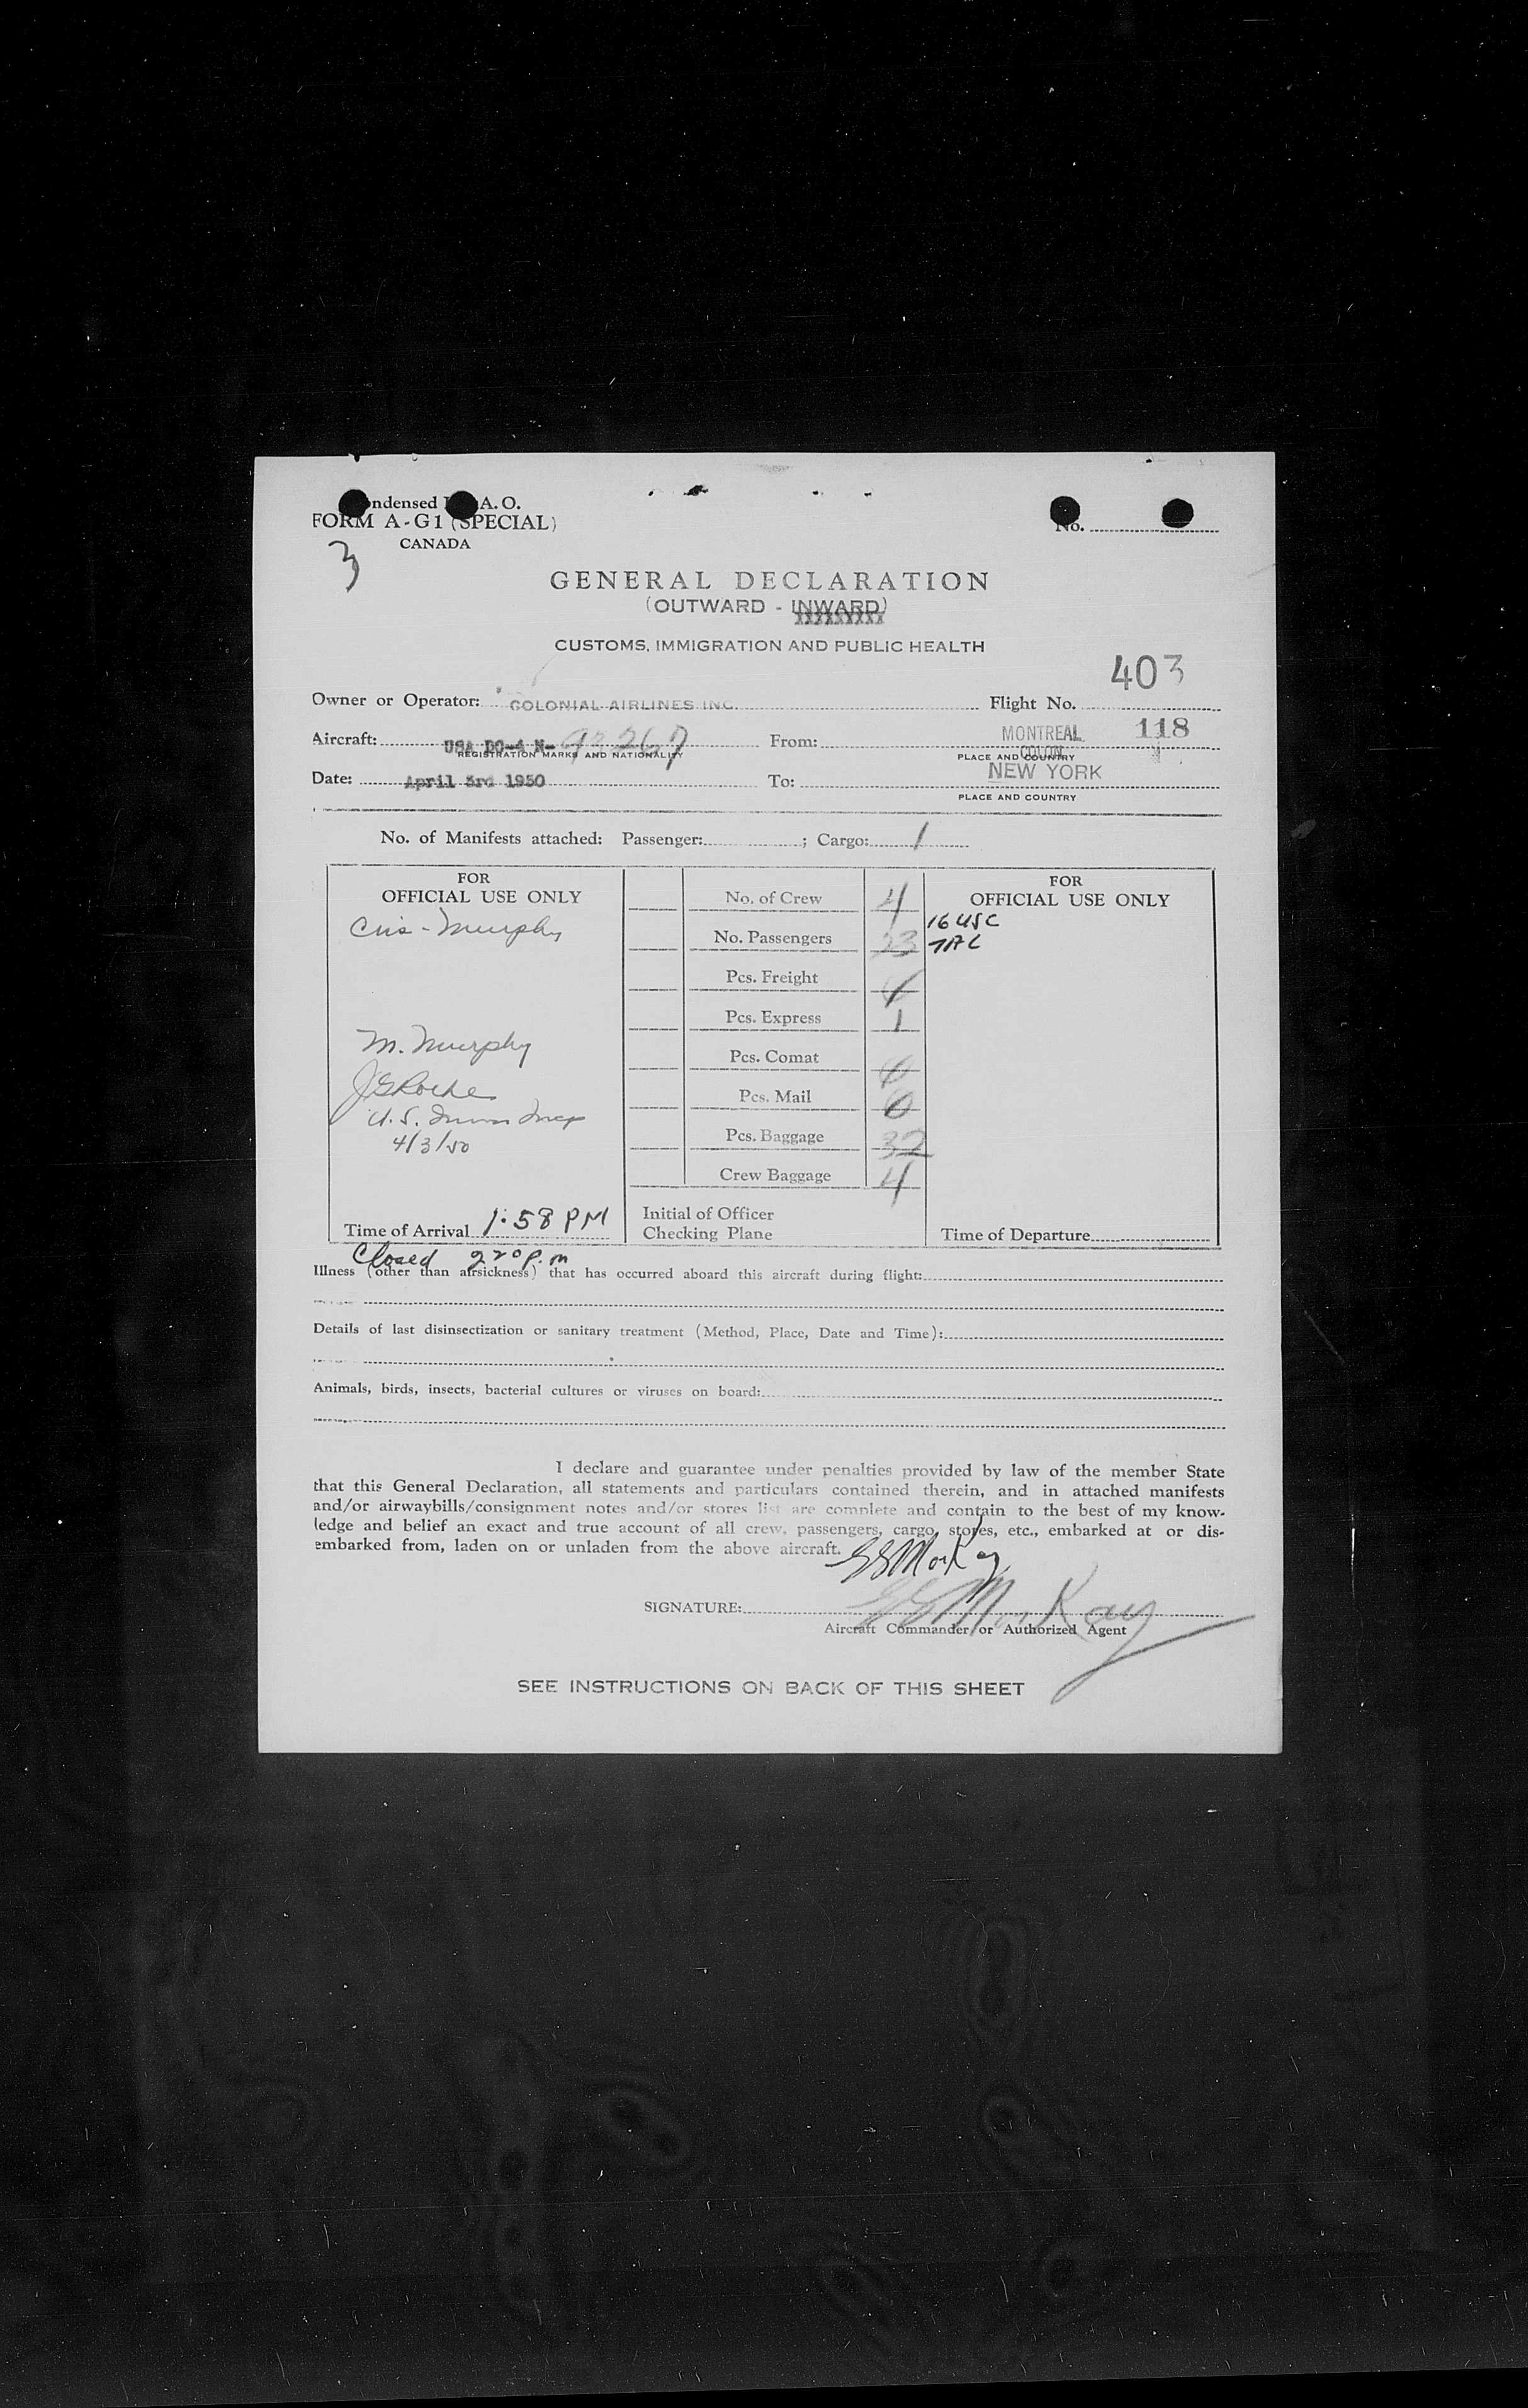 ndensed A. O.
FORM A-G1 (SPECIAL)
CANADA
No.
3
GENERAL DECLARATION
(OUTWARD - INWARD)
XXXXXXXXX
CUSTOMS, IMMIGRATION AND PUBLIC HEALTH
403
Owner or Operator: COLONIAL AIRLINES INC. Flight No.
118
Aircraft: USA DC-4 N- From: MONTREAL
REGISTRATION MARKS AND NATIONALITY PLACE AND COUNTRY
Date: April 3rd 1950 To: NEW YORK
PLACE AND COUNTRY
No. of Manifests attached: Passenger: ; Cargo: 1
FOR
OFFICIAL USE ONLY
Murphy
M. Murphy
J Roche
U.S.
4/3/50
Time of Arrival 1:58 PM
Closed 220 p.m
No. of Crew 4
No. Passengers 23
Pcs. Freight
Pcs. Express 1
Pcs. Comat 0
Pcs. Mail 0
Pcs. Baggage 32
Crew Baggage 4
Initial of Officer
Checking Plane
FOR
OFFICIAL USE ONLY
16 USC
Time of Departure
Illness (other than airsickness) that has occurred aboard this aircraft during flight:
Details of last disinsectization or sanitary treatment (Method, Place, Date and Time):
Animals, birds, insects, bacterial cultures or viruses on board:
I declare and guarantee under penalties provided by law of the member State
that this General Declaration, all statements and particulars contained therein, and in attached manifests
and/or airwaybills/consignment notes and/or stores list are complete and contain to the best of my know-
ledge and belief an exact and true account of all crew, passengers, cargo, stores, etc., embarked at or dis-
embarked from, laden on or unladen from the above aircraft.
MacKay
SIGNATURE: MacKay
Aircraft Commander or Authorized Agent
SEE INSTRUCTIONS ON BACK OF THIS SHEET